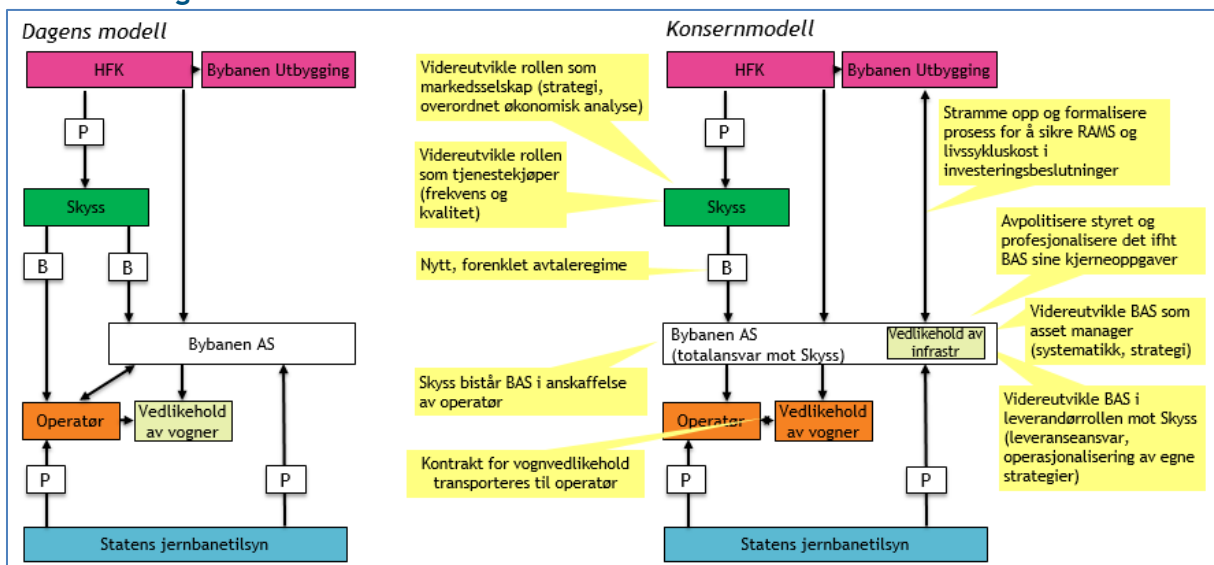 Dagens modell
HFK
Bybanen Utbygging
P
Skyss
B
B
Bybanen AS
Operatør
Vedlikehold
av vogner
P
P
Statens jernbanetilsyn
Konsernmodell
Videreutvikle rollen som
markedsselskap (strategi,
overordnet økonomisk analyse)
Videreutvikle rollen
som tjenestekjøper
(frekvens og
kvalitet)
Nytt, forenklet avtaleregime
Skyss bistår BAS i anskaffelse
av operatør
Kontrakt for vognvedlikehold
transporteres til operatør
HFK
Bybanen Utbygging
P
Skyss
B
Bybanen AS
(totalansvar mot Skyss)
Vedlikehold av
infrastr
Operatør
Vedlikehold
av vogner
P
P
Statens jernbanetilsyn
Stramme opp og formalisere
prosess for å sikre RAMS og
livssykluskost i
investeringsbeslutninger
Avpolitisere styret og
profesjonalisere det ifht
BAS sine kjerneoppgaver
Videreutvikle BAS som
asset manager
(systematikk, strategi)
Videreutvikle BAS i
leverandørrollen mot Skyss
(leveranseansvar,
operasjonalisering av egne
strategier)